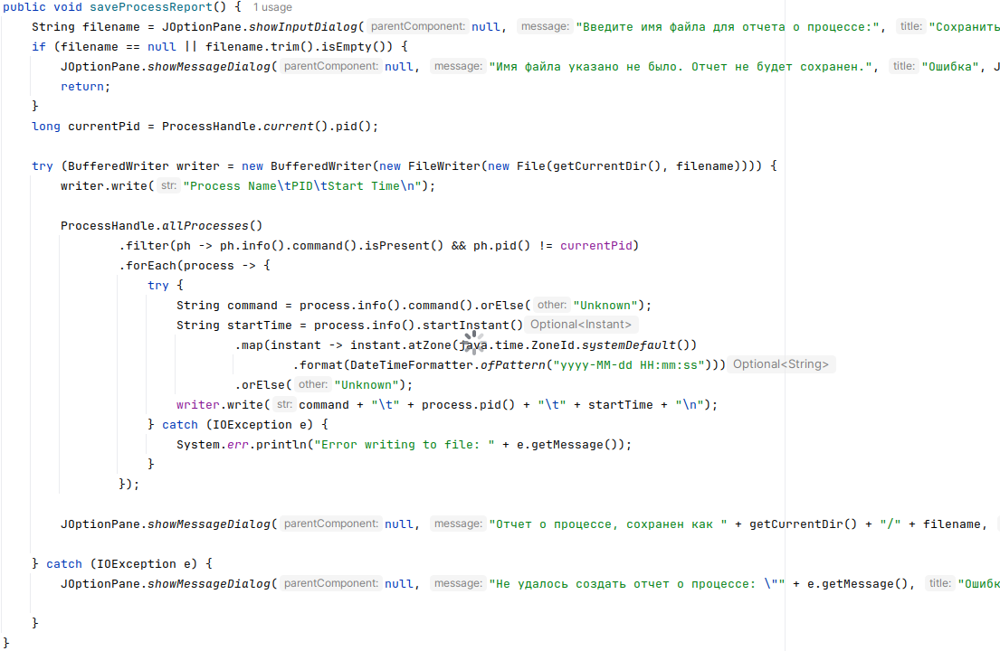 public void saveProcessReport() { 1 usage
String filename = JOptionPane.showInputDialog( parentComponent: null, message: "Введите имя файла для отчета о процессе:", title: "Сохранить
if (filename == null || filename.trim().isEmpty()) {
JOptionPane.showMessageDialog( parentComponent: null, message: "Имя файла указано не было. Отчет не будет сохранен.", title: "Ошибка", J
return;
}
long currentPid = ProcessHandle.current().pid();
try (BufferedWriter writer = new BufferedWriter(new FileWriter(new File(getCurrentDir(), filename)))) {
writer.write( str: "Process Name\tPID\tStart Time\n");
ProcessHandle.allProcesses()
.filter(ph -> ph.info().command().isPresent() && ph.pid() != currentPid)
.forEach(process -> {
try {
String command = process.info().command().orElse( other: "Unknown");
String startTime = process.info().startInstant() Optional<Instant>
.map(instant -> instant.atZone(java.time.ZoneId.systemDefault())
.format(DateTimeFormatter.ofPattern("yyyy-MM-dd HH:mm:ss"))) Optional<String>
.orElse( other: "Unknown");
writer.write( str: command + "\t" + process.pid() + "\t" + startTime + "\n");
} catch (IOException e) {
System.err.println("Error writing to file: " + e.getMessage());
}
});
JOptionPane.showMessageDialog( parentComponent: null, message: "Отчет о процессе, сохранен как " + getCurrentDir() + "/" + filename,
} catch (IOException e) {
JOptionPane.showMessageDialog( parentComponent: null, message: "Не удалось создать отчет о процессе: \"" + e.getMessage(), title: "Ошибк
}
}